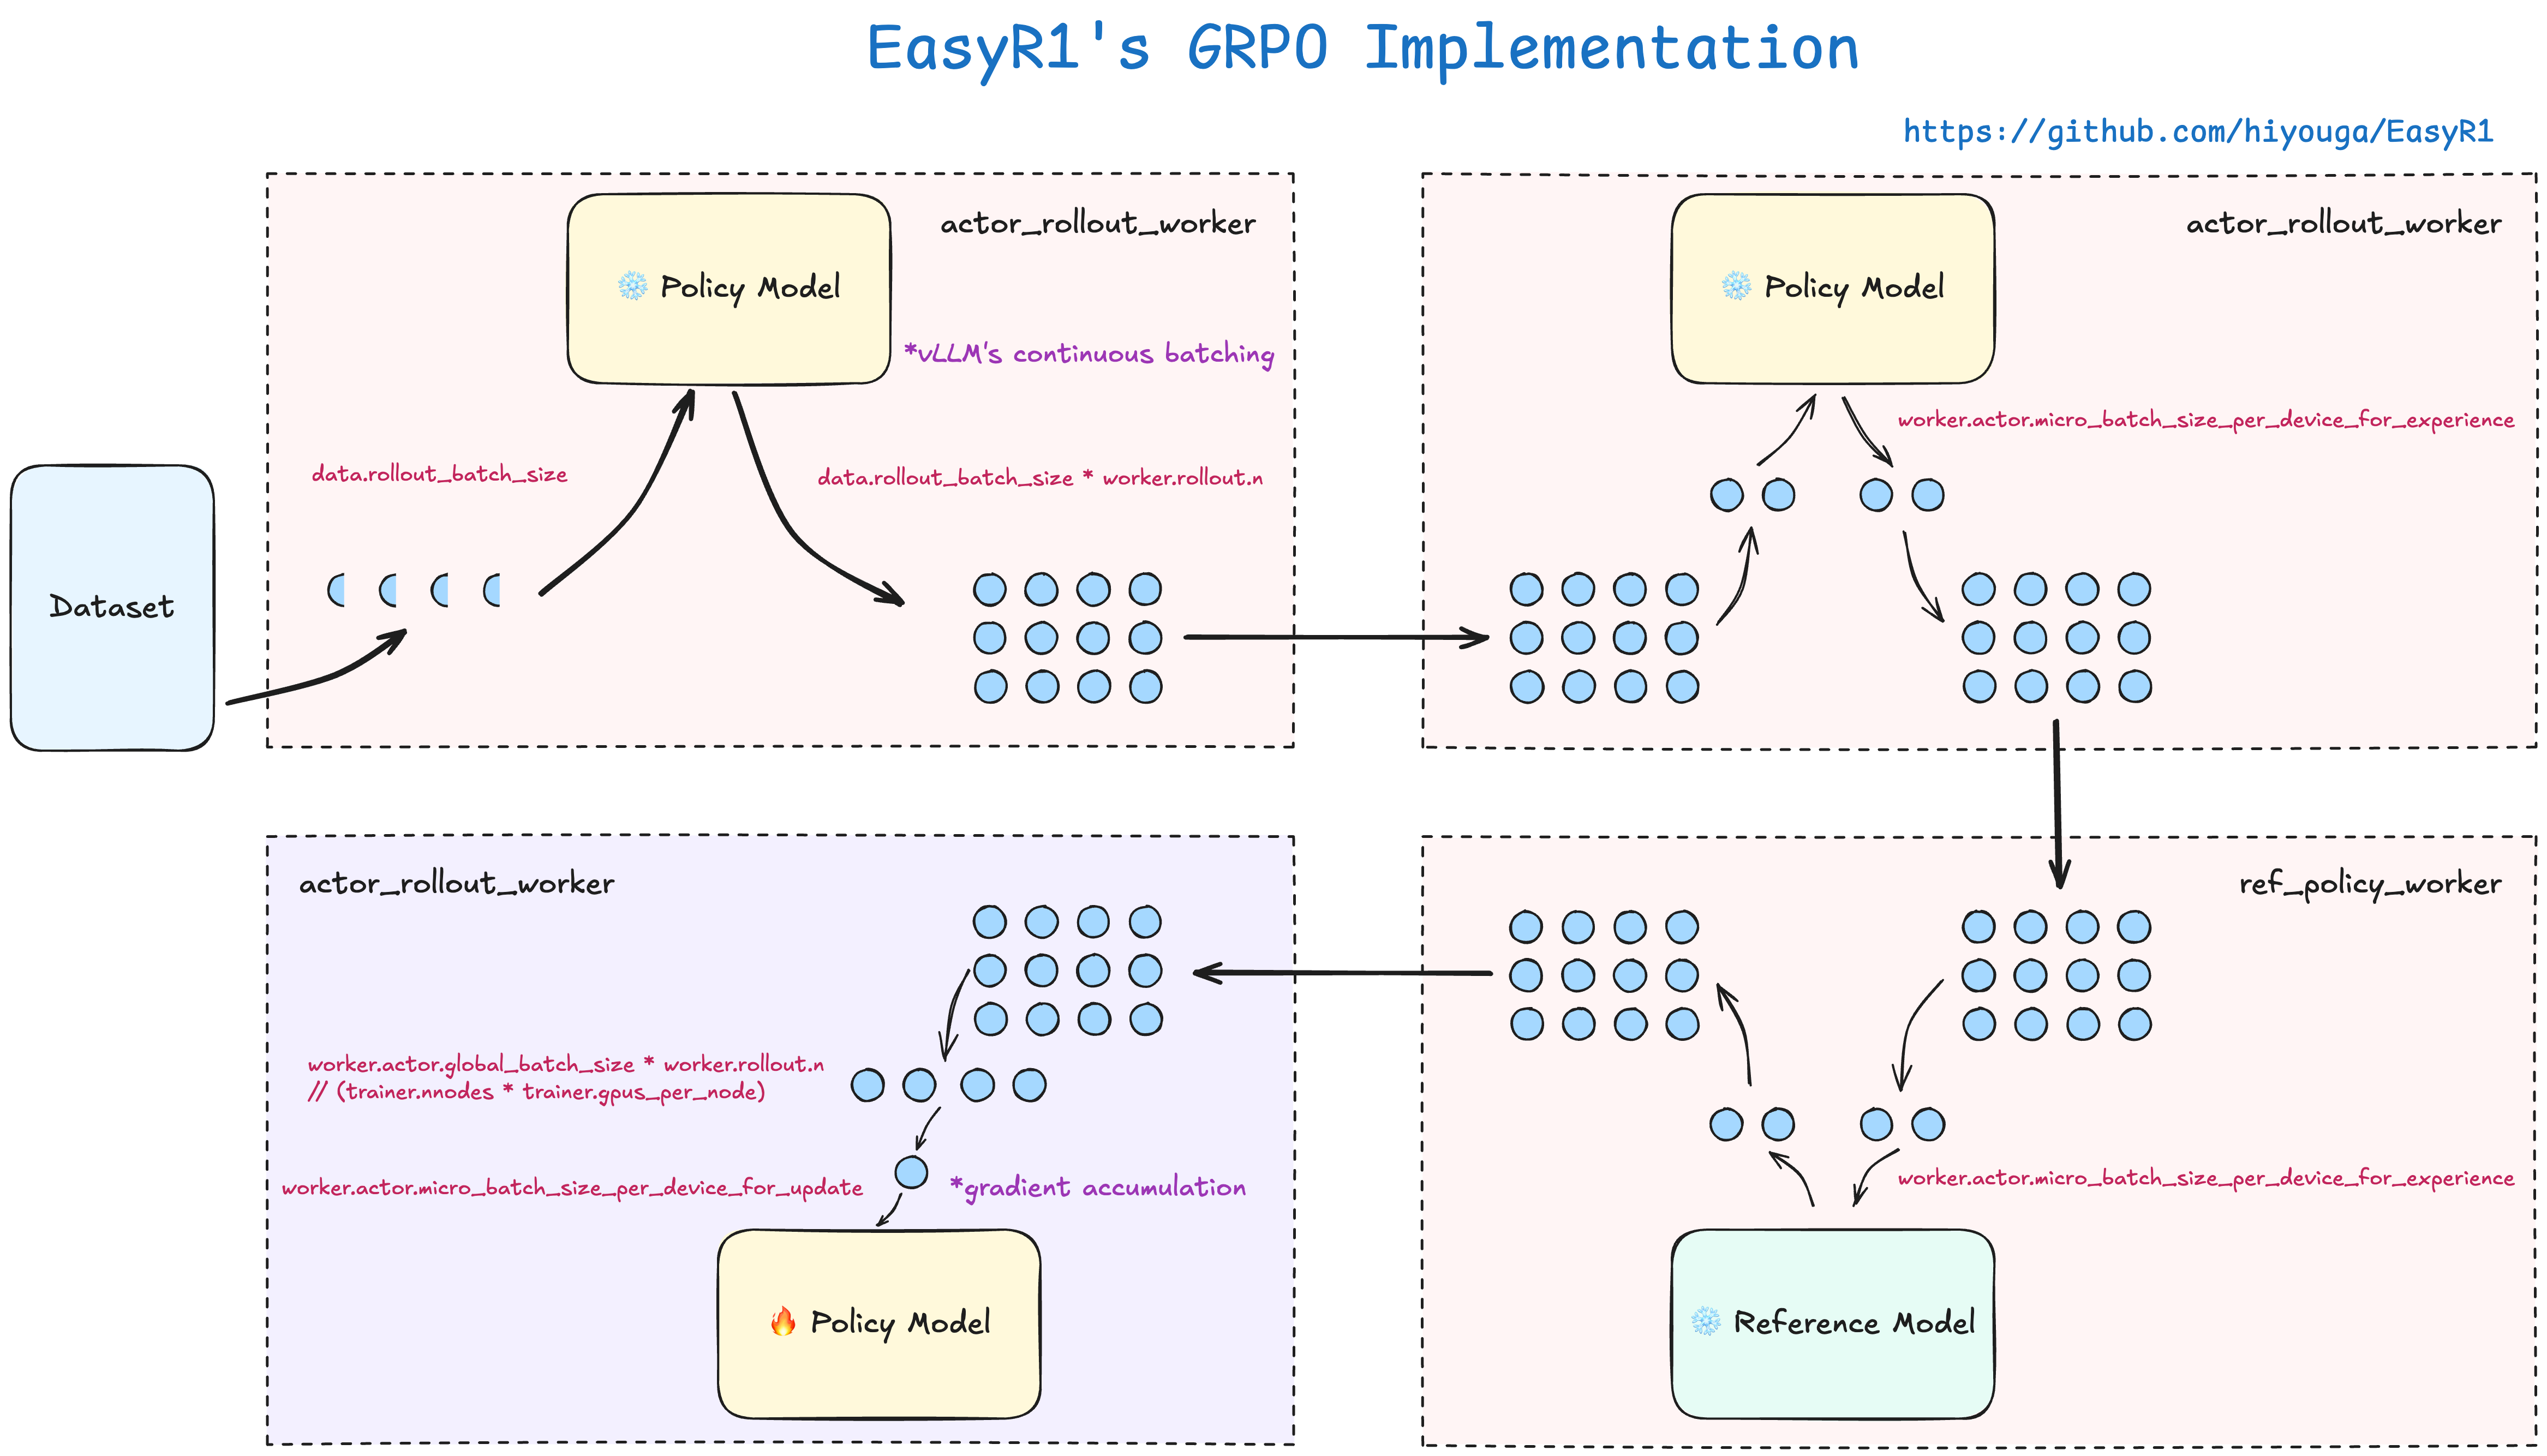 EasyR1's GRPO Implementation
https://github.com/hiyouga/EasyR1
actor_rollout_worker
Policy Model
*vLLM's continuous batching
data.rollout_batch_size
data.rollout_batch_size * worker.rollout.n
Dataset
actor_rollout_worker
Policy Model
worker.actor.micro_batch_size_per_device_for_experience
ref_policy_worker
worker.actor.micro_batch_size_per_device_for_experience
Reference Model
actor_rollout_worker
worker.actor.global_batch_size * worker.rollout.n
// (trainer.nnodes * trainer.gpus_per_node)
worker.actor.micro_batch_size_per_device_for_update
*gradient accumulation
Policy Model